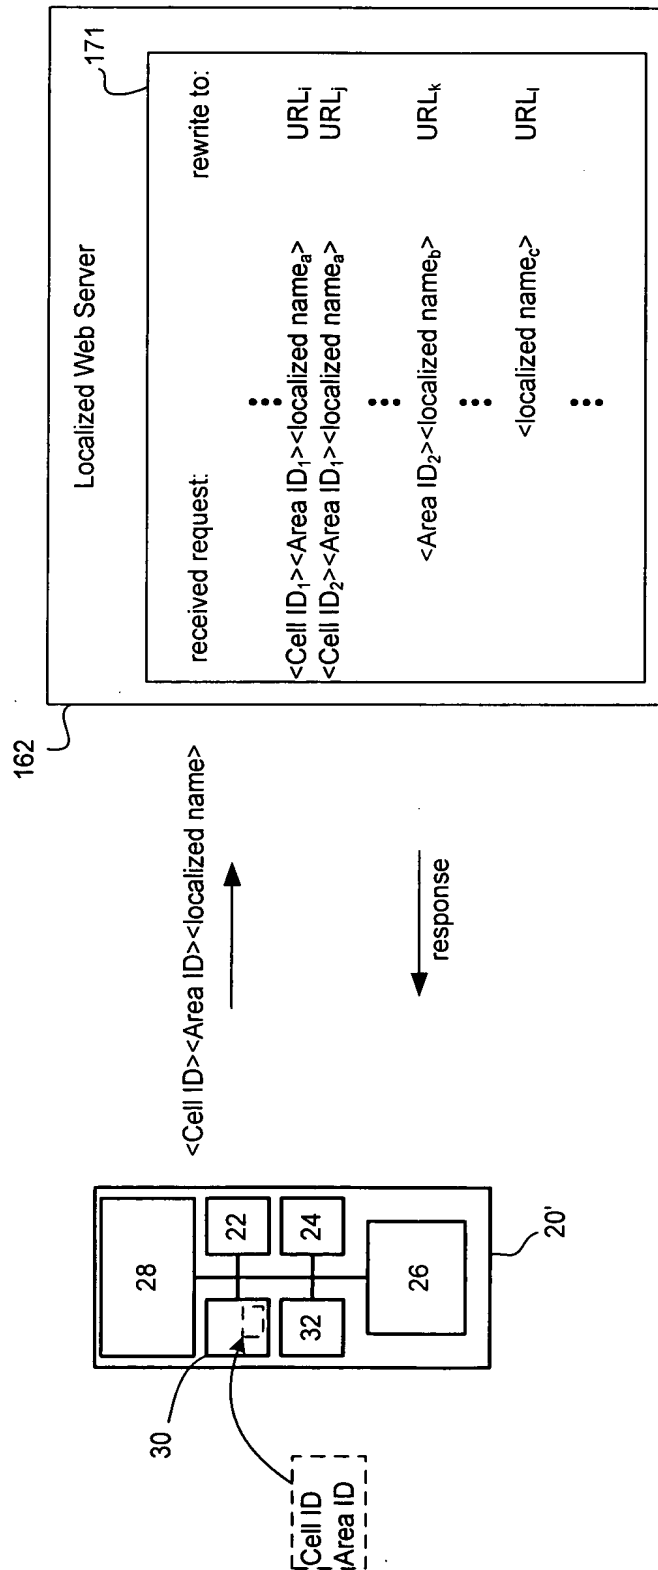 Cell ID
Area ID
30
28
22
24
32
26
20'
<Cell ID><Area ID><localized name>
response
162
Localized Web Server
171
received request: rewrite to:
<Cell ID₁><Area ID₁><localized nameₐ> URLᵢ
<Cell ID₂><Area ID₁><localized nameₐ> URLⱼ
<Area ID₂><localized name_b> URLₖ
<localized name_c> URLₗ